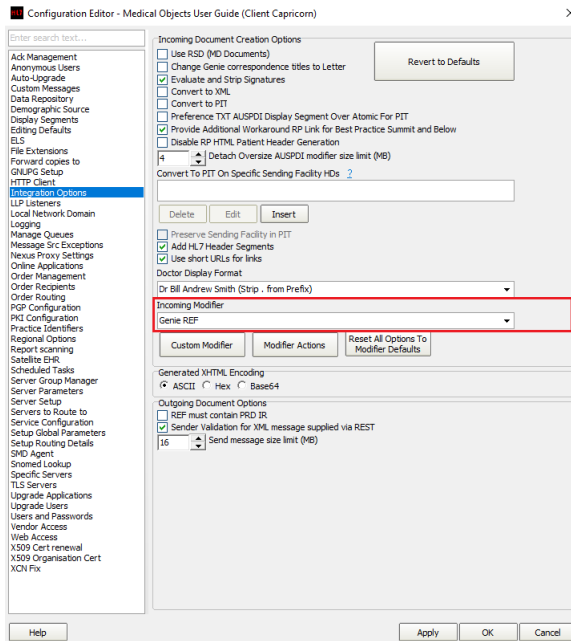 Configuration Editor - Medical Objects User Guide (Client Capricorn)
Enter search text...
Ack Management
Anonymous Users
Auto-Upgrade
Custom Messages
Data Repository
Demographic Source
Display Segments
Editing Defaults
ELS
File Extensions
Forward copies to
GNUPG Setup
HTTP Client
Integration Options
LLP Listeners
Local Network Domain
Logging
Manage Queues
Message Src Exceptions
Nexus Proxy Settings
Online Applications
Order Management
Order Recipients
Order Routing
PGP Configuration
PKI Configuration
Practice Identifiers
Regional Options
Report scanning
Satellite EHR
Scheduled Tasks
Server Group Manager
Server Parameters
Server Setup
Servers to Route to
Service Configuration
Setup Global Parameters
Setup Routing Details
SMD Agent
Snomed Lookup
Specific Servers
TLS Servers
Upgrade Applications
Upgrade Users
Users and Passwords
Vendor Access
Web Access
X509 Cert renewal
X509 Organisation Cert
XCN Fix
Incoming Document Creation Options
Use RSD (MD Documents)
Change Genie correspondence titles to Letter
Revert to Defaults
Evaluate and Strip Signatures
Convert to XML
Convert to PIT
Preference TXT AUSPDI Display Segment Over Atomic For PIT
Provide Additional Workaround RP Link for Best Practice Summit and Below
Disable RP HTML Patient Header Generation
4 Detach Oversize AUSPDI modifier size limit (MB)
Convert To PIT On Specific Sending Facility HDs ?
Delete Edit Insert
Preserve Sending Facility in PIT
Add HL7 Header Segments
Use short URLs for links
Doctor Display Format
Dr Bill Andrew Smith (Strip . from Prefix)
Incoming Modifier
Genie REF
Custom Modifier Modifier Actions Reset All Options To
Modifier Defaults
Generated XHTML Encoding
ASCII Hex Base64
Outgoing Document Options
REF must contain PRD IR
Sender Validation for XML message supplied via REST
16 Send message size limit (MB)
Help Apply OK Cancel